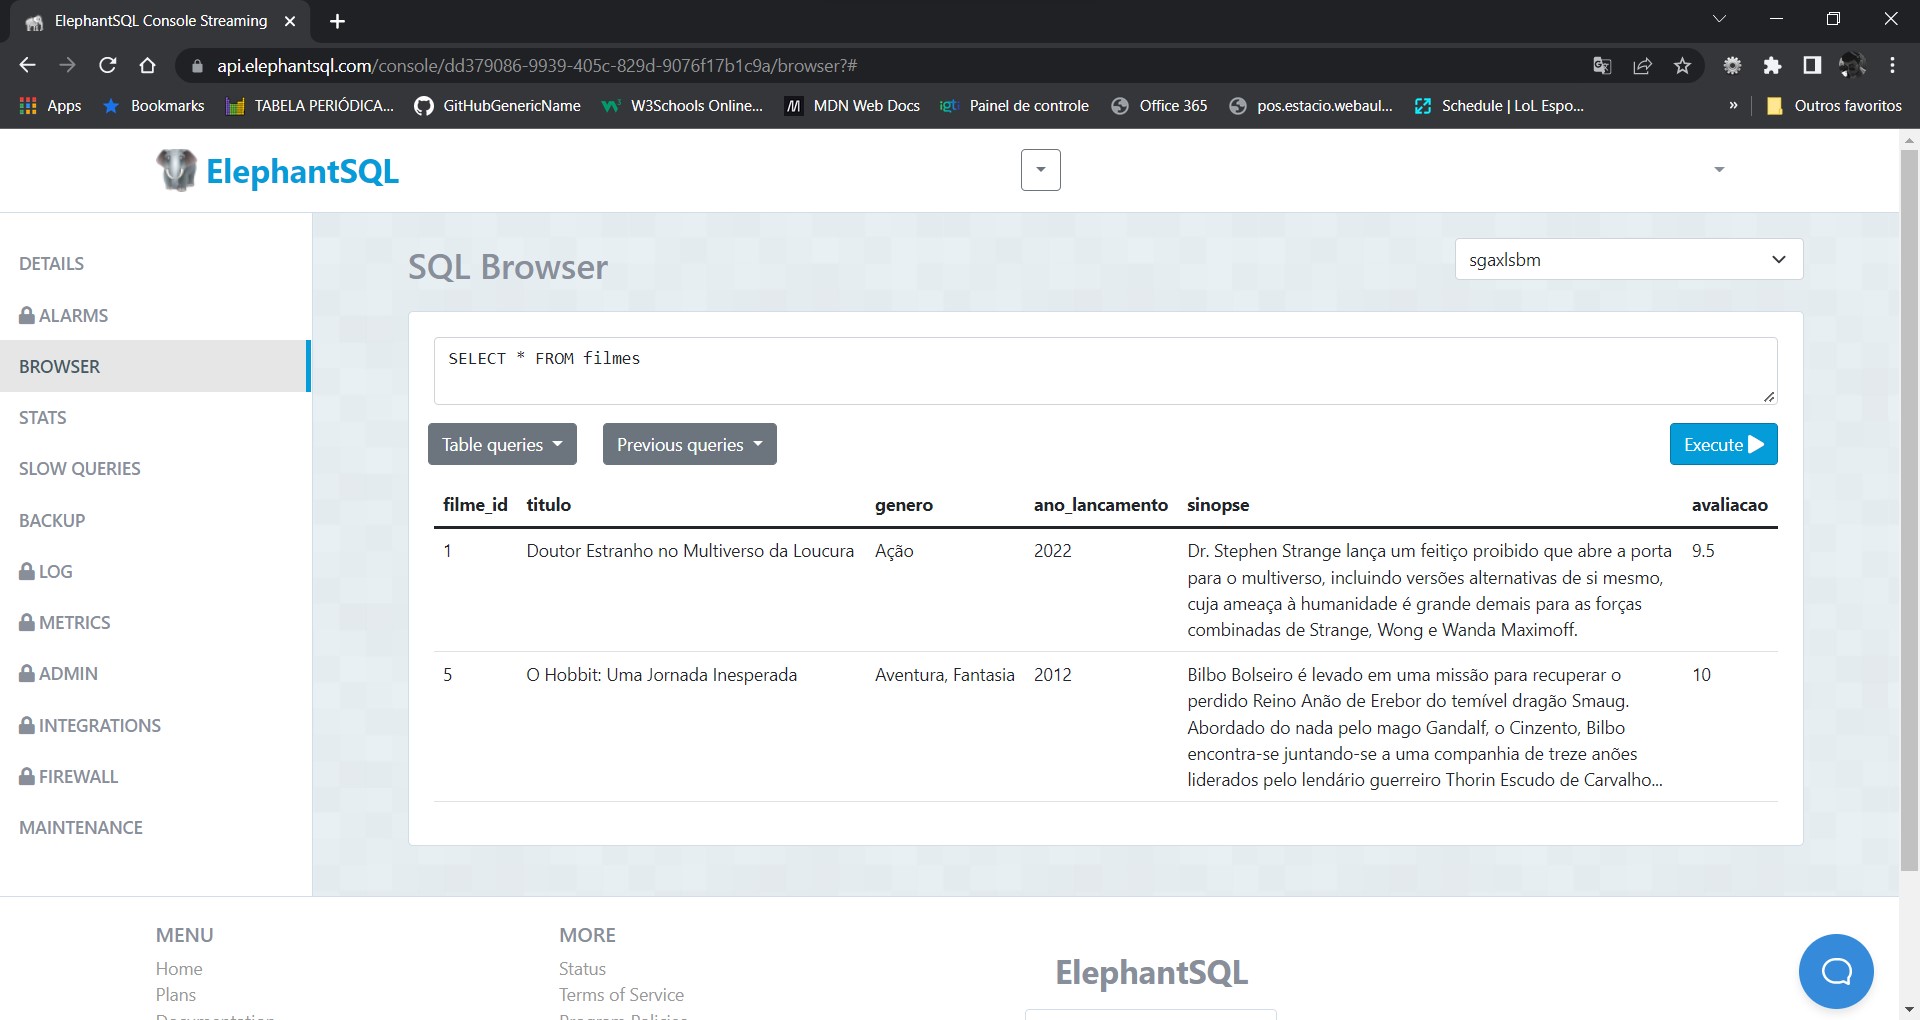 ElephantSQL Console Streaming
api.elephantsql.com/console/dd379086-9939-405c-829d-9076f17b1c9a/browser?#
Apps Bookmarks TABELA PERIÓDICA... GitHubGenericName W3Schools Online... MDN Web Docs igti Painel de controle Office 365 pos.estacio.webaul... Schedule | LoL Espo... » Outros favoritos
ElephantSQL
DETAILS
ALARMS
BROWSER
STATS
SLOW QUERIES
BACKUP
LOG
METRICS
ADMIN
INTEGRATIONS
FIREWALL
MAINTENANCE
SQL Browser
sgaxlsbm
SELECT * FROM filmes
Table queries Previous queries Execute
filme_id titulo genero ano_lancamento sinopse avaliacao
1 Doutor Estranho no Multiverso da Loucura Ação 2022 Dr. Stephen Strange lança um feitiço proibido que abre a porta 9.5
para o multiverso, incluindo versões alternativas de si mesmo,
cuja ameaça à humanidade é grande demais para as forças
combinadas de Strange, Wong e Wanda Maximoff.
5 O Hobbit: Uma Jornada Inesperada Aventura, Fantasia 2012 Bilbo Bolseiro é levado em uma missão para recuperar o 10
perdido Reino Anão de Erebor do temível dragão Smaug.
Abordado do nada pelo mago Gandalf, o Cinzento, Bilbo
encontra-se juntando-se a uma companhia de treze anões
liderados pelo lendário guerreiro Thorin Escudo de Carvalho...
MENU
Home
Plans
Documentation
MORE
Status
Terms of Service
Program Policies
ElephantSQL